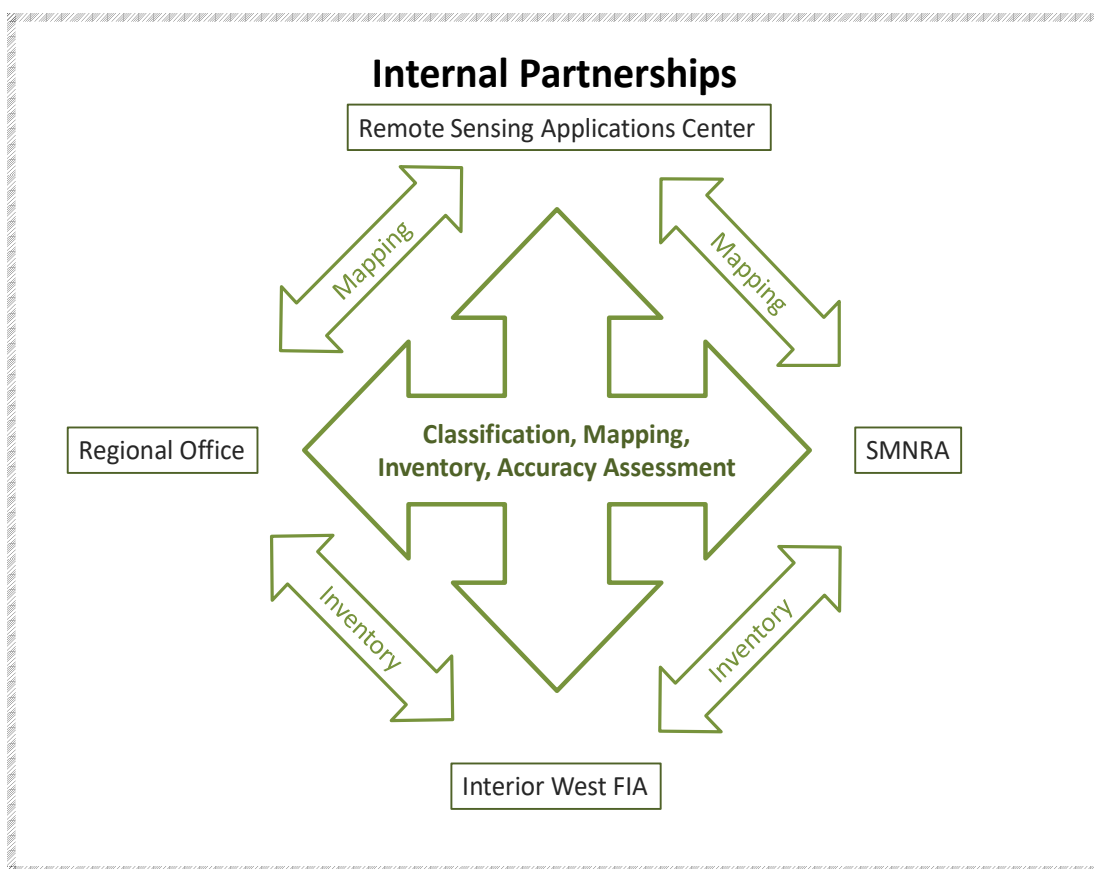 Internal Partnerships
Remote Sensing Applications Center
Mapping
Mapping
Regional Office
Classification, Mapping,
Inventory, Accuracy Assessment
SMNRA
Inventory
Inventory
Interior West FIA